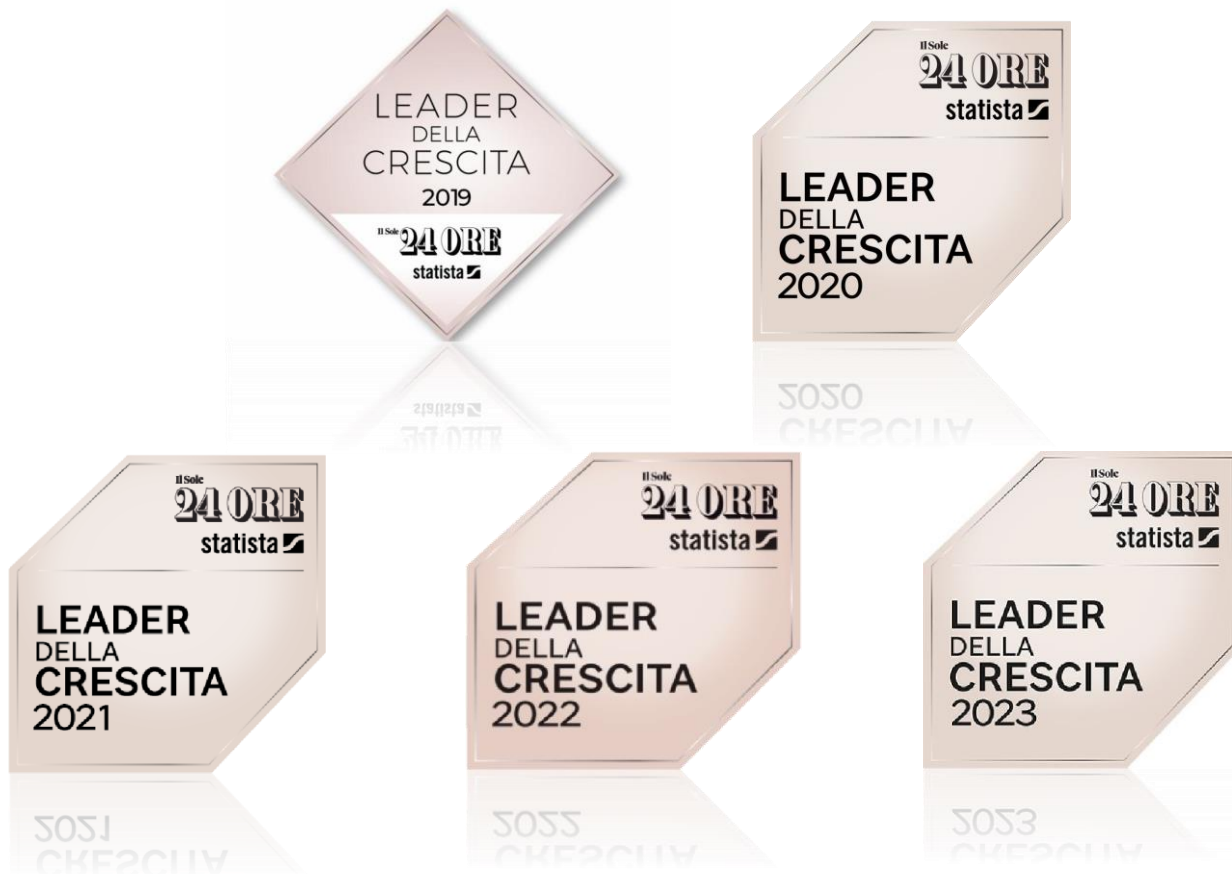 LEADER
DELLA
CRESCITA
2019
Il Sole
24 ORE
statista
Il Sole
24 ORE
statista
LEADER
DELLA
CRESCITA
2020
Il Sole
24 ORE
statista
LEADER
DELLA
CRESCITA
2021
Il Sole
24 ORE
statista
LEADER
DELLA
CRESCITA
2022
Il Sole
24 ORE
statista
LEADER
DELLA
CRESCITA
2023